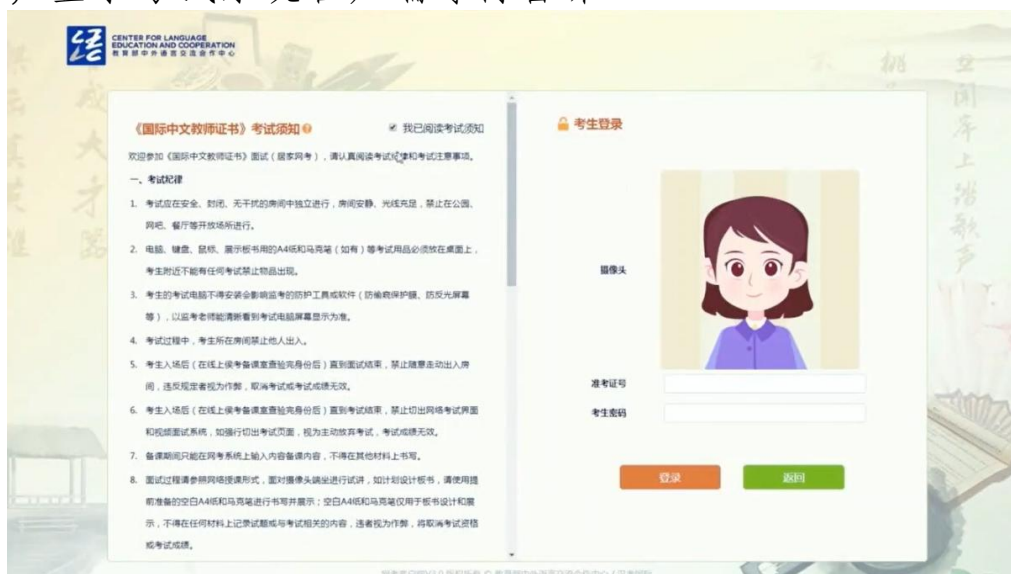 CENTER FOR LANGUAGE
EDUCATION AND COOPERATION
教育部中外语言交流合作中心
《国际中文教师证书》考试须知
我已阅读考试须知
欢迎参加《国际中文教师证书》面试（居家网考），请认真阅读考试纪律和考试注意事项。
一、考试纪律
1. 考试应在安全、封闭、无干扰的房间中独立进行，房间安静、光线充足，禁止在公园、
网吧、餐厅等开放场所进行。
2. 电脑、键盘、鼠标、展示板书用的A4纸和马克笔（如有）等考试用品必须放在桌面上，
考生附近不能有任何考试禁止物品出现。
3. 考生的考试电脑不得安装会影响监考的防护工具或软件（防偷窥保护膜、防反光屏幕
等），以监考老师能清晰看到考试电脑屏幕显示为准。
4. 考试过程中，考生所在房间禁止他人出入。
5. 考生入场后（在线上候考备课室查验完身份后）直到面试结束，禁止随意走动出入房
间，违反规定者视为作弊，取消考试或考试成绩无效。
6. 考生入场后（在线上候考备课室查验完身份后）直到考试结束，禁止切出网络考试界面
和视频面试系统，如强行切出考试页面，视为主动放弃考试，考试成绩无效。
7. 备课期间只能在网考系统上输入内容备课内容，不得在其他材料上书写。
8. 面试过程请参照网络授课形式，面对摄像头端坐进行试讲，如计划设计板书，请使用提
前准备的空白A4纸和马克笔进行书写并展示；空白A4纸和马克笔仅用于板书设计和展
示，不得在任何材料上记录试题或与考试相关的内容，违者视为作弊，将取消考试资格
或考试成绩。
考生登录
摄像头
准考证号
考生密码
登录
返回